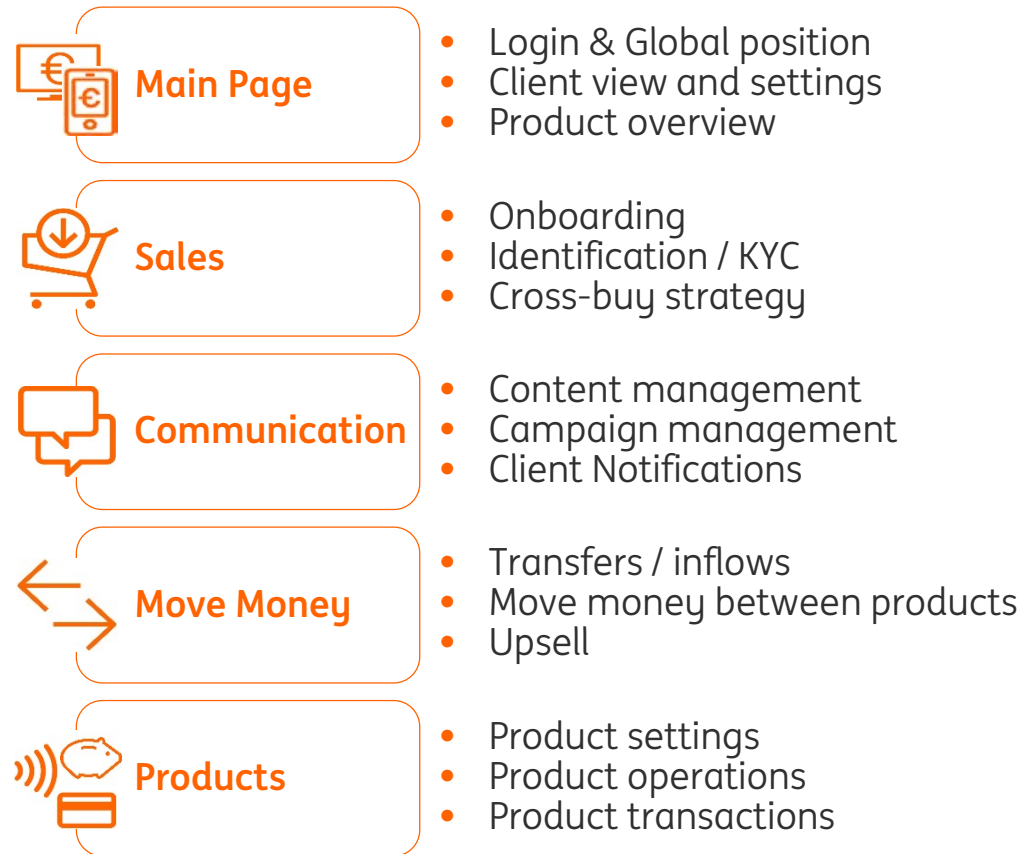 €
€
Main Page
• Login & Global position
• Client view and settings
• Product overview
Sales
• Onboarding
• Identification / KYC
• Cross-buy strategy
Communication
• Content management
• Campaign management
• Client Notifications
Move Money
• Transfers / inflows
• Move money between products
• Upsell
Products
• Product settings
• Product operations
• Product transactions